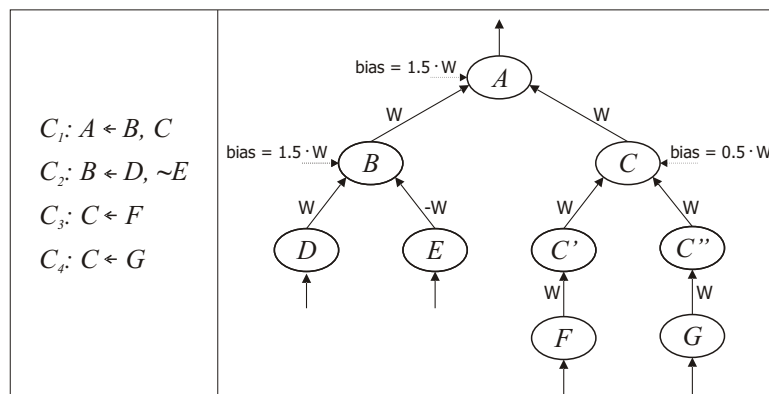 C₁: A ← B, C
C₂: B ← D, ~E
C₃: C ← F
C₄: C ← G
bias = 1.5 · W
A
W
W
bias = 1.5 · W
B
C
bias = 0.5 · W
W
-W
W
W
D
E
C’
C’’
W
W
F
G